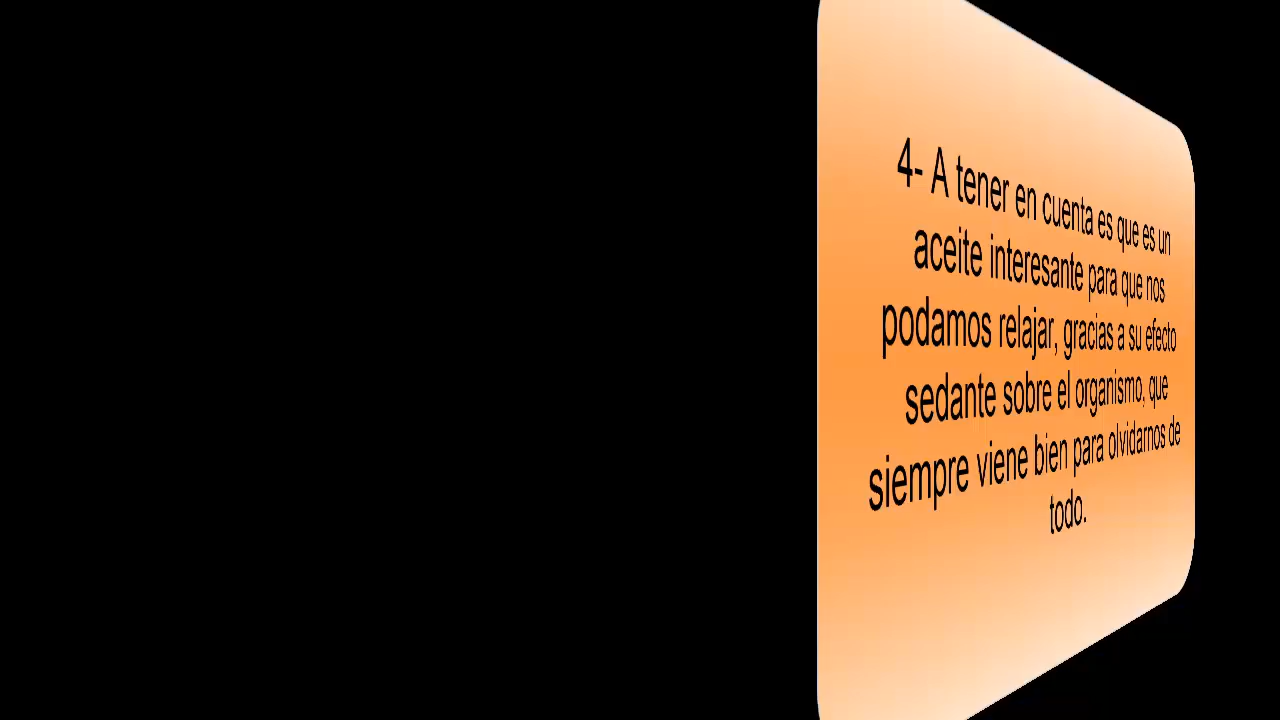 4- A tener en cuenta es que es un
aceite interesante para que nos
podamos relajar, gracias a su efecto
sedante sobre el organismo, que
siempre viene bien para olvidarnos de
todo.